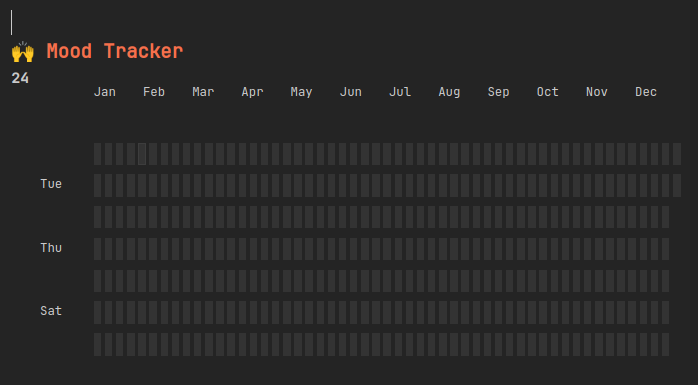 🙌 Mood Tracker
24
Jan Feb Mar Apr May Jun Jul Aug Sep Oct Nov Dec
Tue
Thu
Sat